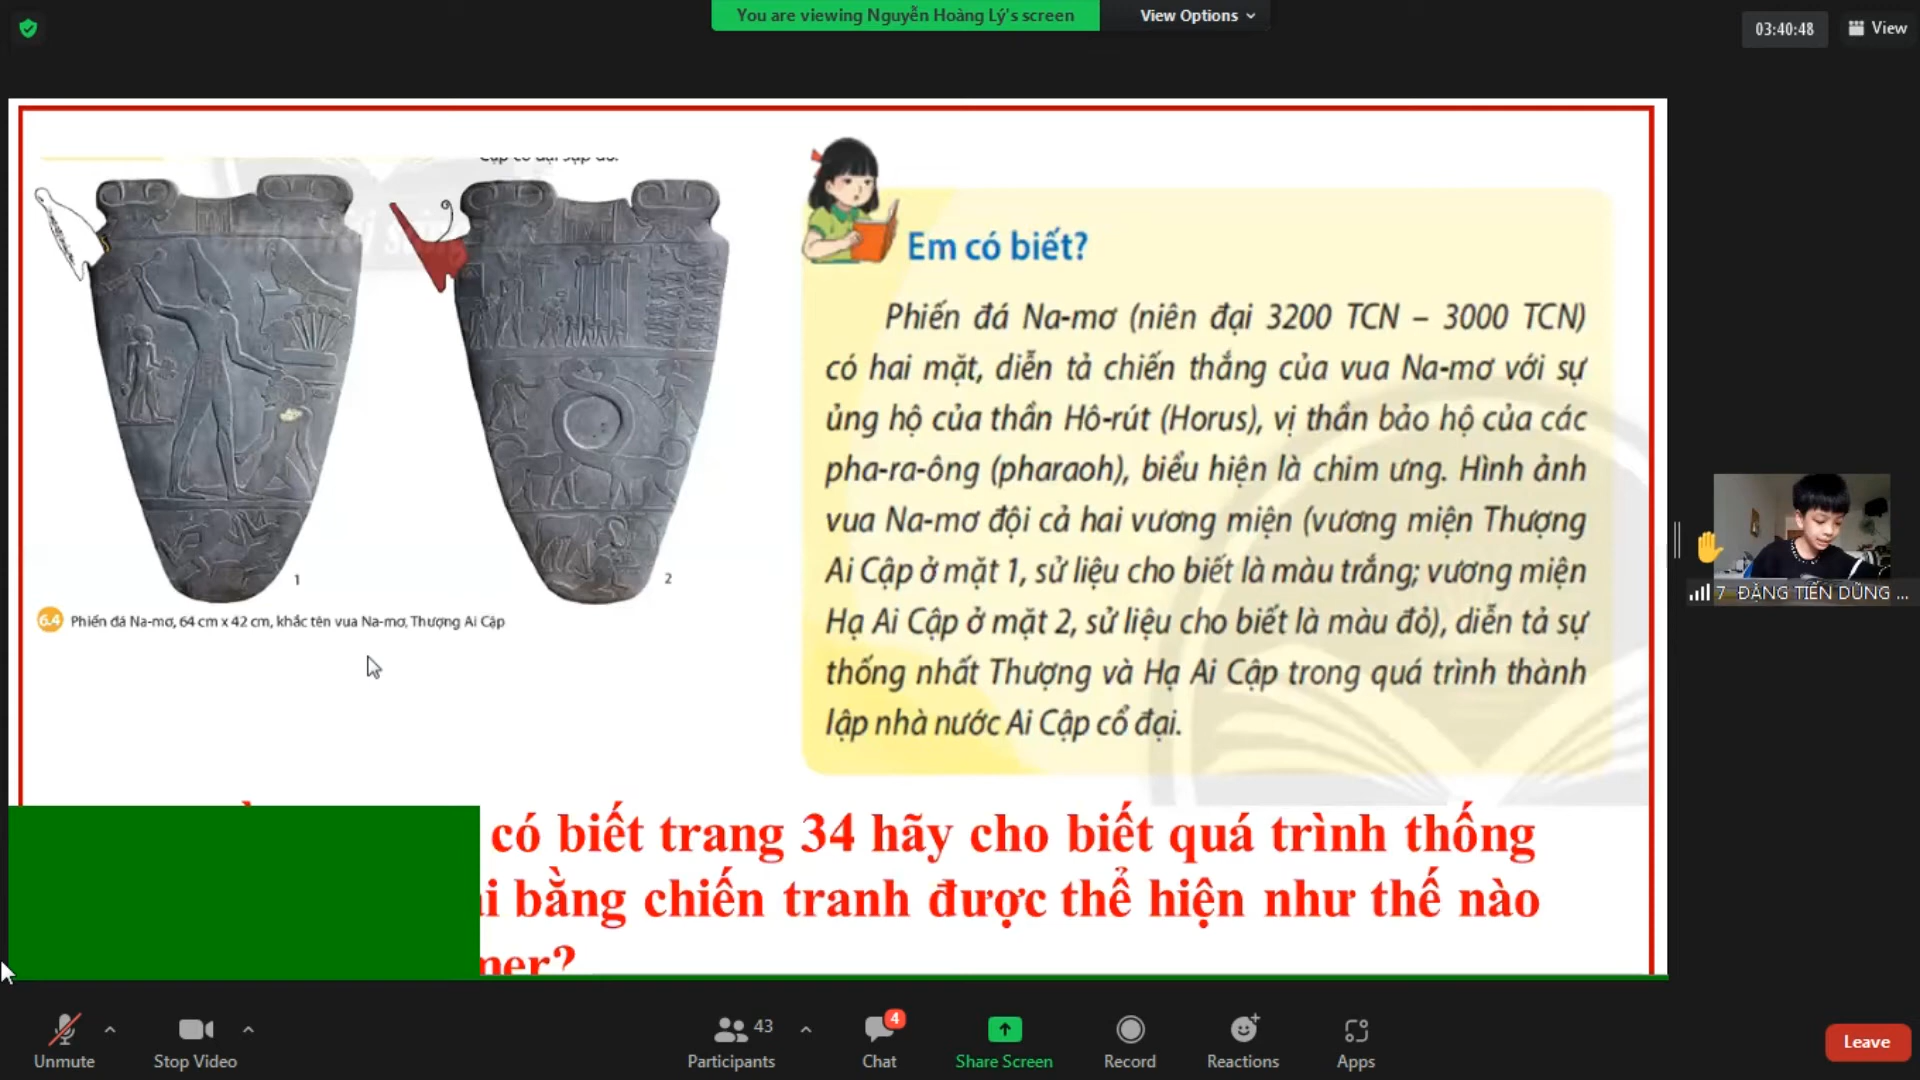 You are viewing Nguyễn Hoàng Lý's screen
View Options
03:40:48
View
Em có biết?
Phiến đá Na-mơ (niên đại 3200 TCN – 3000 TCN)
có hai mặt, diễn tả chiến thắng của vua Na-mơ với sự
ủng hộ của thần Hô-rút (Horus), vị thần bảo hộ của các
pha-ra-ông (pharaoh), biểu hiện là chim ưng. Hình ảnh
vua Na-mơ đội cả hai vương miện (vương miện Thượng
Ai Cập ở mặt 1, sử liệu cho biết là màu trắng; vương miện
Hạ Ai Cập ở mặt 2, sử liệu cho biết là màu đỏ), diễn tả sự
thống nhất Thượng và Hạ Ai Cập trong quá trình thành
lập nhà nước Ai Cập cổ đại.
1
2
6.4 Phiến đá Na-mơ, 64 cm x 42 cm, khắc tên vua Na-mơ, Thượng Ai Cập
7 ĐẶNG TIẾN DŨNG ...
có biết trang 34 hãy cho biết quá trình thống
bằng chiến tranh được thể hiện như thế nào
mer?
Unmute
Stop Video
43
Participants
4
Chat
Share Screen
Record
Reactions
Apps
Leave